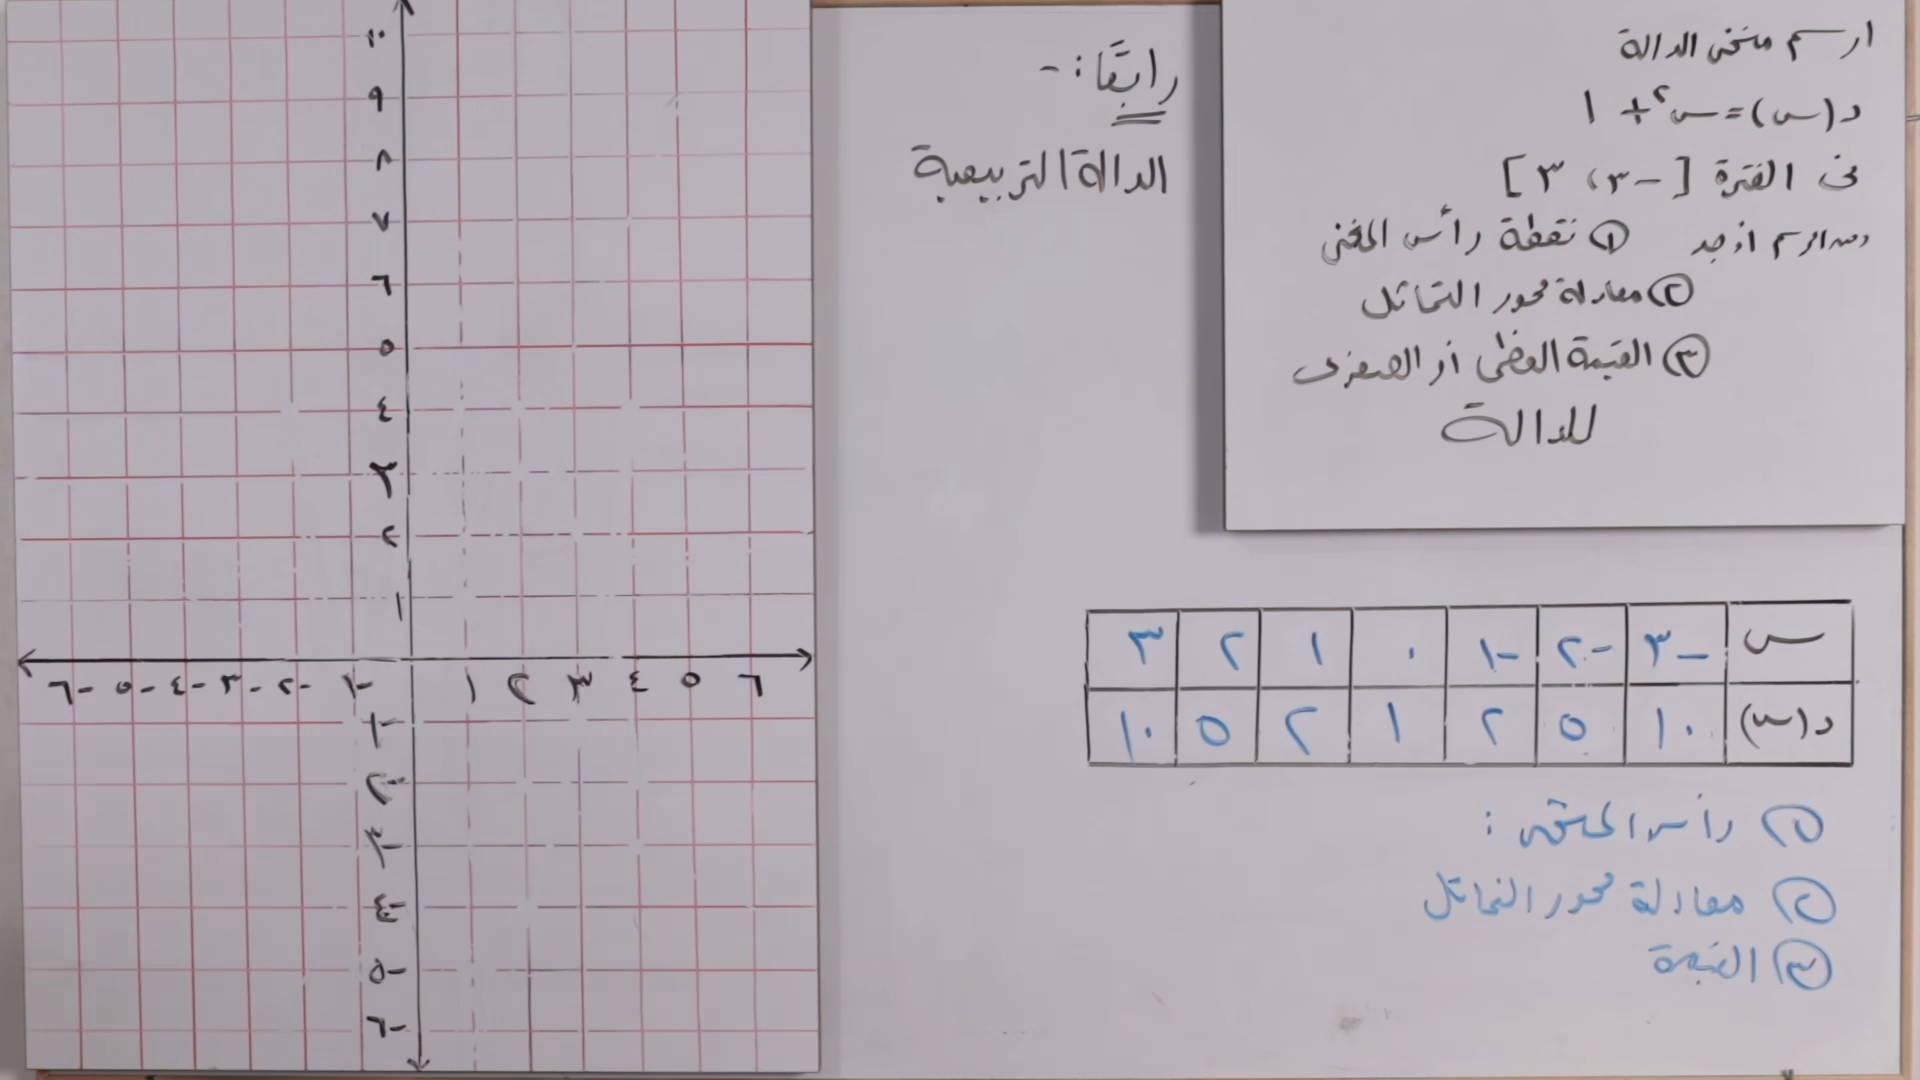 ارسم منحنى الدالة
د(س) = س² + ١
فى الفترة [-٣، ٣]
ومن الرسم أوجد ① نقطة رأس المنحنى
② معادلة محور التماثل
③ القيمة العظمى أو الصغرى
للدالة
رابعًا :-
الدالة التربيعية
س -٣ -٢ -١ ٠ ١ ٢ ٣
د(س) ١٠ ٥ ٢ ١ ٢ ٥ ١٠
① رأس المنحنى :
② معادلة محور التماثل
③ القيمة
١٠
٩
٨
٧
٦
٥
٤
٣
٢
١
-٦ -٥ -٤ -٣ -٢ -١ ١ ٢ ٣ ٤ ٥ ٦
-١
-٢
-٣
-٤
-٥
-٦